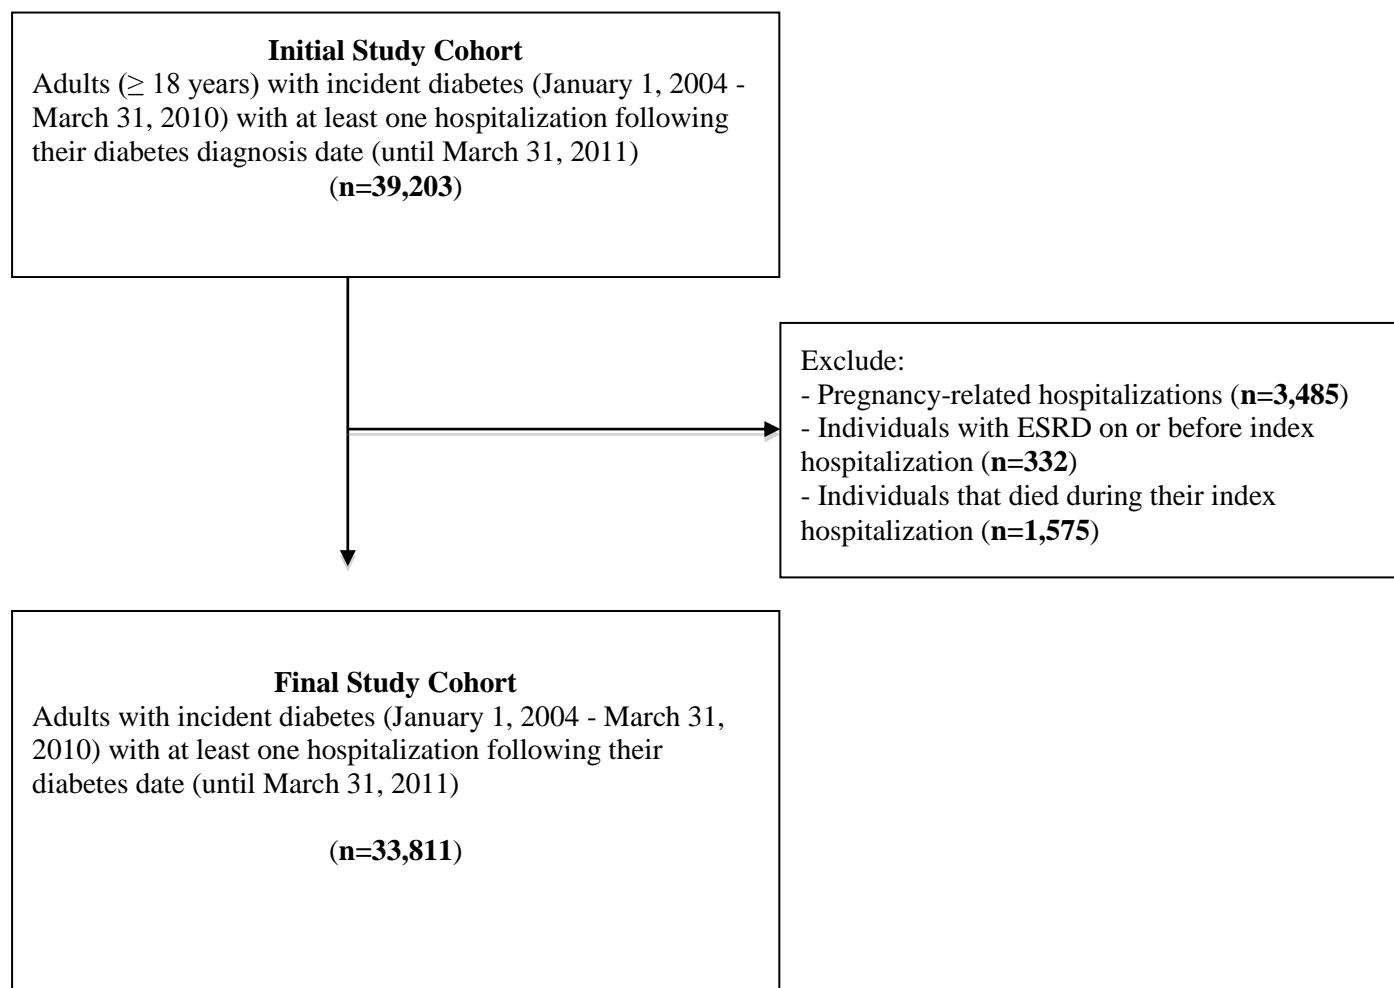 Initial Study Cohort
Adults (≥ 18 years) with incident diabetes (January 1, 2004 -
March 31, 2010) with at least one hospitalization following
their diabetes diagnosis date (until March 31, 2011)
(n=39,203)
Exclude:
- Pregnancy-related hospitalizations (n=3,485)
- Individuals with ESRD on or before index
hospitalization (n=332)
- Individuals that died during their index
hospitalization (n=1,575)
Final Study Cohort
Adults with incident diabetes (January 1, 2004 - March 31,
2010) with at least one hospitalization following their
diabetes date (until March 31, 2011)
(n=33,811)